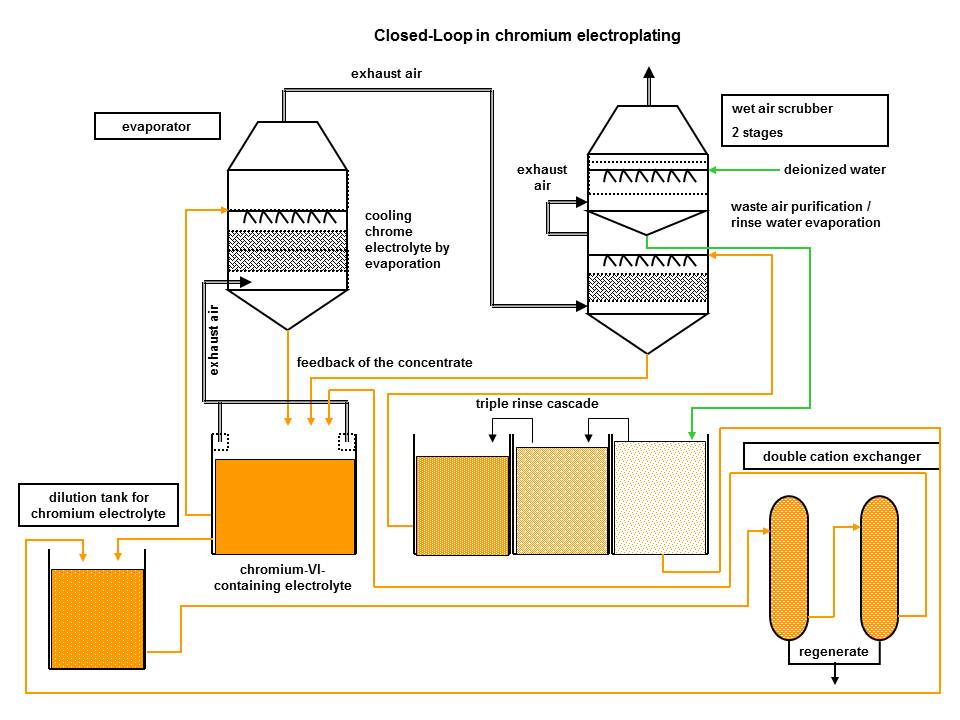 Closed-Loop in chromium electroplating
exhaust air
evaporator
wet air scrubber
2 stages
exhaust
air
deionized water
waste air purification /
rinse water evaporation
cooling
chrome
electrolyte by
evaporation
exhaust air
feedback of the concentrate
triple rinse cascade
double cation exchanger
dilution tank for
chromium electrolyte
chromium-VI-
containing electrolyte
regenerate